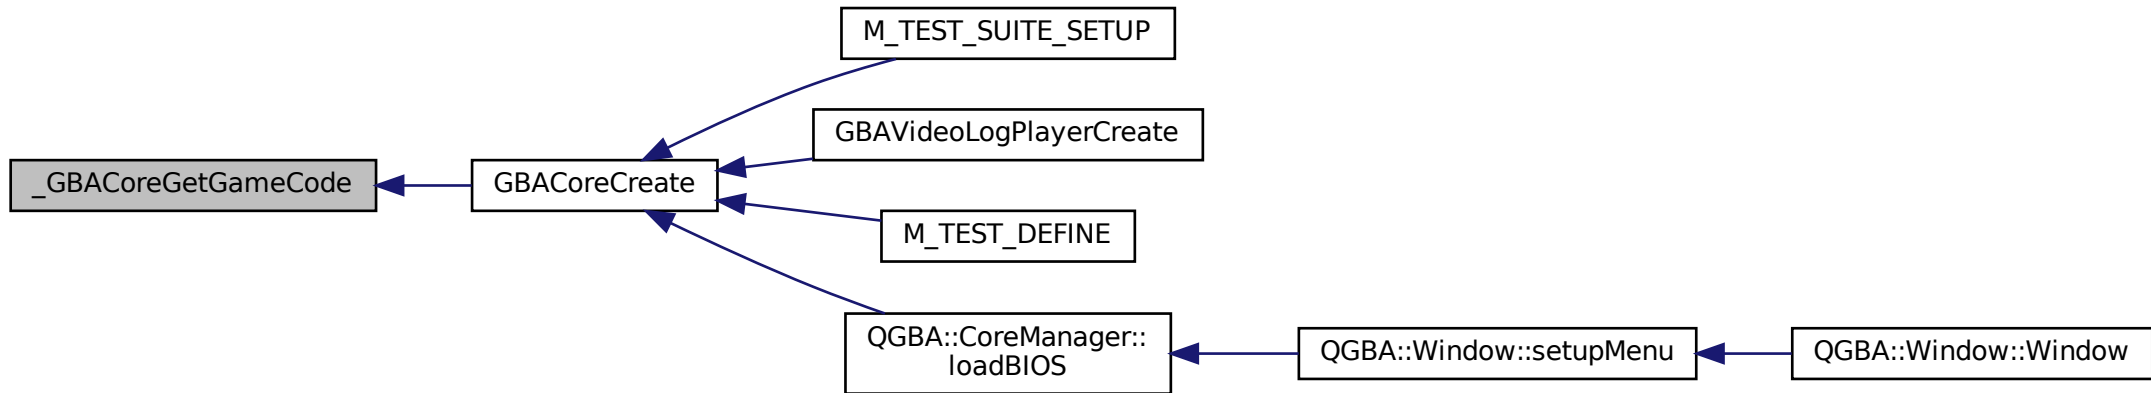 M_TEST_SUITE_SETUP
GBAVideoLogPlayerCreate
_GBACoreGetGameCode
GBACoreCreate
M_TEST_DEFINE
QGBA::CoreManager::
loadBIOS
QGBA::Window::setupMenu
QGBA::Window::Window